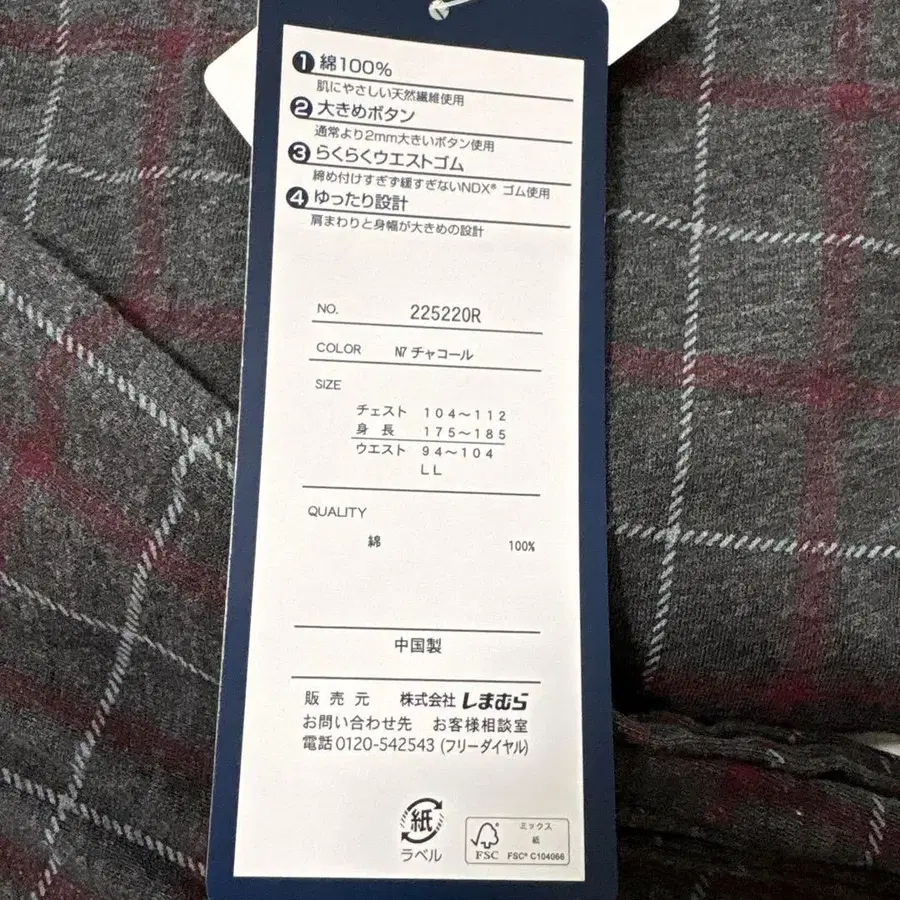 ❶ 綿100%
肌にやさしい天然繊維使用
❷ 大きめボタン
通常より2mm大きいボタン使用
❸ らくらくウエストゴム
締め付けすぎず緩すぎないNDX® ゴム使用
❹ ゆったり設計
肩まわりと身幅が大きめの設計
NO. 225220R
COLOR N7 チャコール
SIZE
チェスト 104～112
身長 175～185
ウエスト 94～104
LL
QUALITY
綿 100%
中国製
販売元 株式会社 しまむら
お問い合わせ先 お客様相談室
電話 0120-542543 (フリーダイヤル)
紙
ラベル
ミックス
紙
FSC FSC® C104066